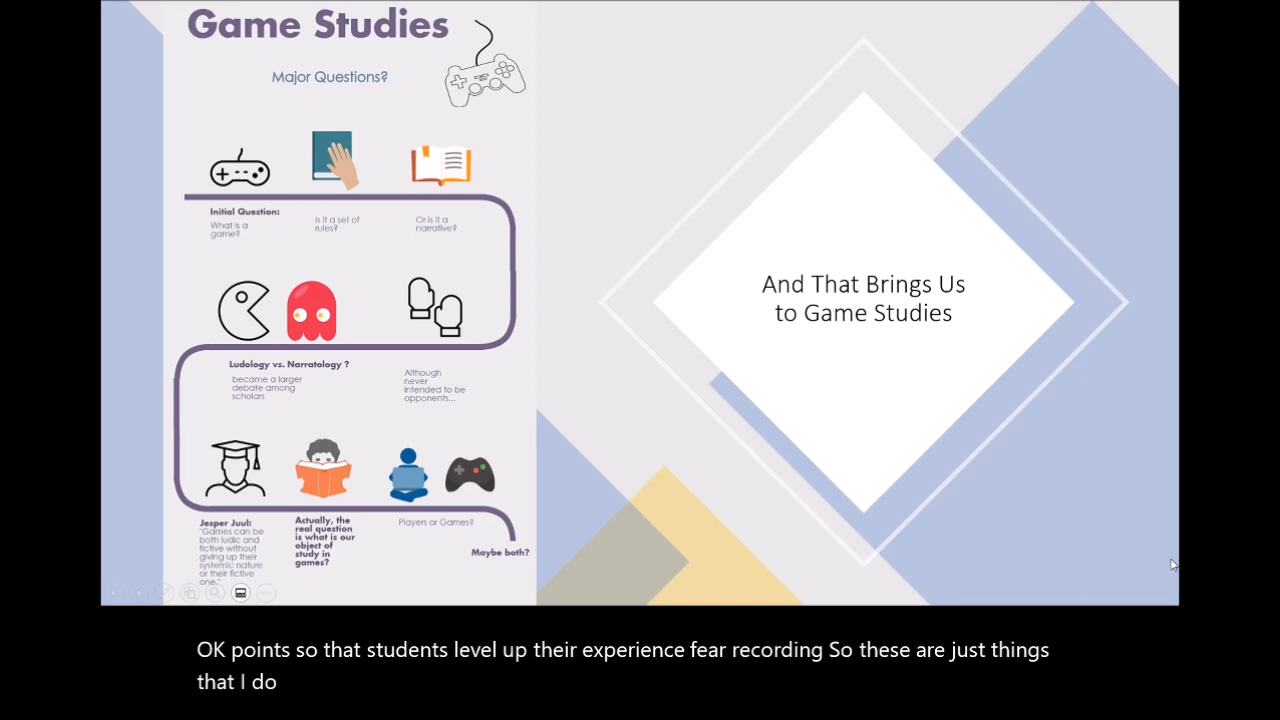 Game Studies
Major Questions?
Initial Question:
What is a
game?
Is it a set of
rules?
Or is it a
narrative?
Ludology vs. Narratology ?
became a larger
debate among
scholars
Although
never
intended to be
opponents...
Jesper Juul:
"Games can be
both ludic and
fictive without
giving up their
systemic nature
or their fictive
one."
Actually, the
real question
is what is our
object of
study in
games?
Players or Games?
Maybe both?
And That Brings Us
to Game Studies
OK points so that students level up their experience fear recording So these are just things
that I do